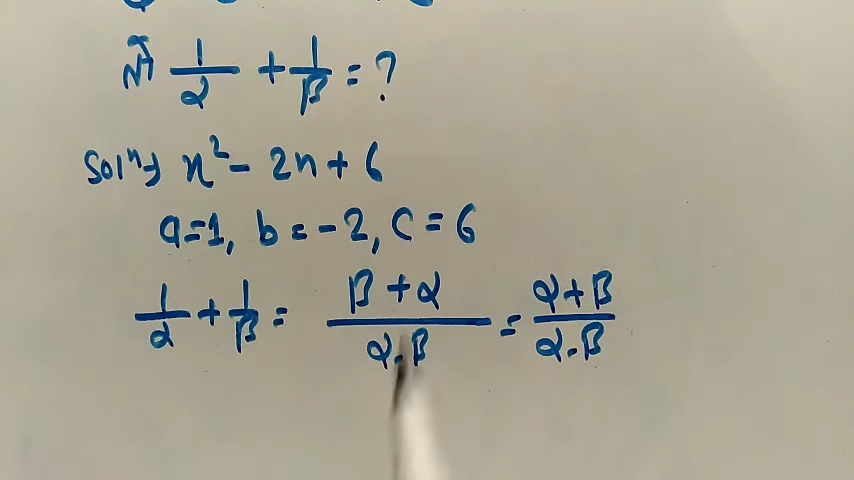 तो 1/α + 1/β = ?
Solⁿ→ x² - 2x + 6
a=1, b = -2, c = 6
1/α + 1/β = β + α / α.β = α + β / α.β